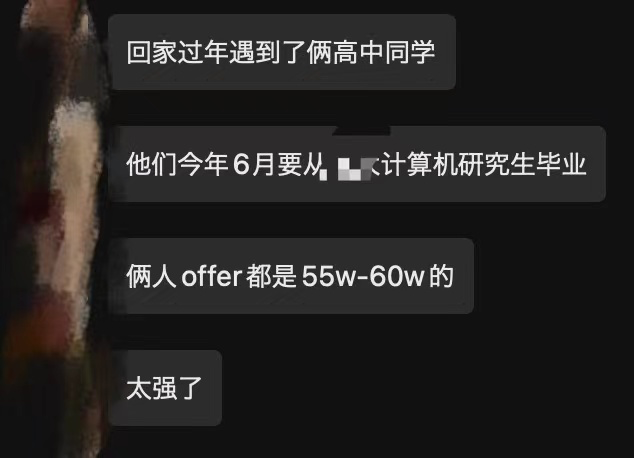 回家过年遇到了俩高中同学
他们今年6月要从 计算机研究生毕业
俩人offer都是55w-60w的
太强了